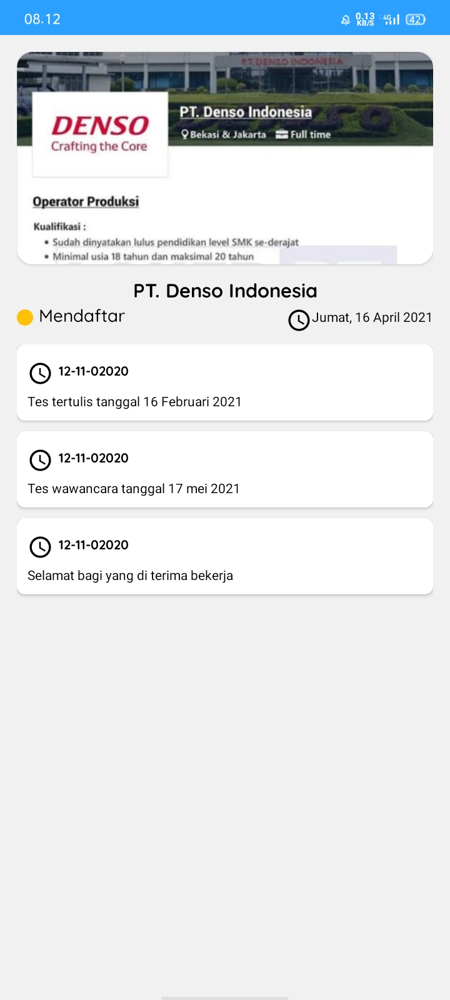 08.12
0.13
KB/S
4G
42
PT.DENSO INDONESIA
DENSO
Crafting the Core
PT. Denso Indonesia
Bekasi & Jakarta Full time
Operator Produksi
Kualifikasi :
• Sudah dinyatakan lulus pendidikan level SMK se-derajat
• Minimal usia 18 tahun dan maksimal 20 tahun
PT. Denso Indonesia
Mendaftar
Jumat, 16 April 2021
12-11-02020
Tes tertulis tanggal 16 Februari 2021
12-11-02020
Tes wawancara tanggal 17 mei 2021
12-11-02020
Selamat bagi yang di terima bekerja